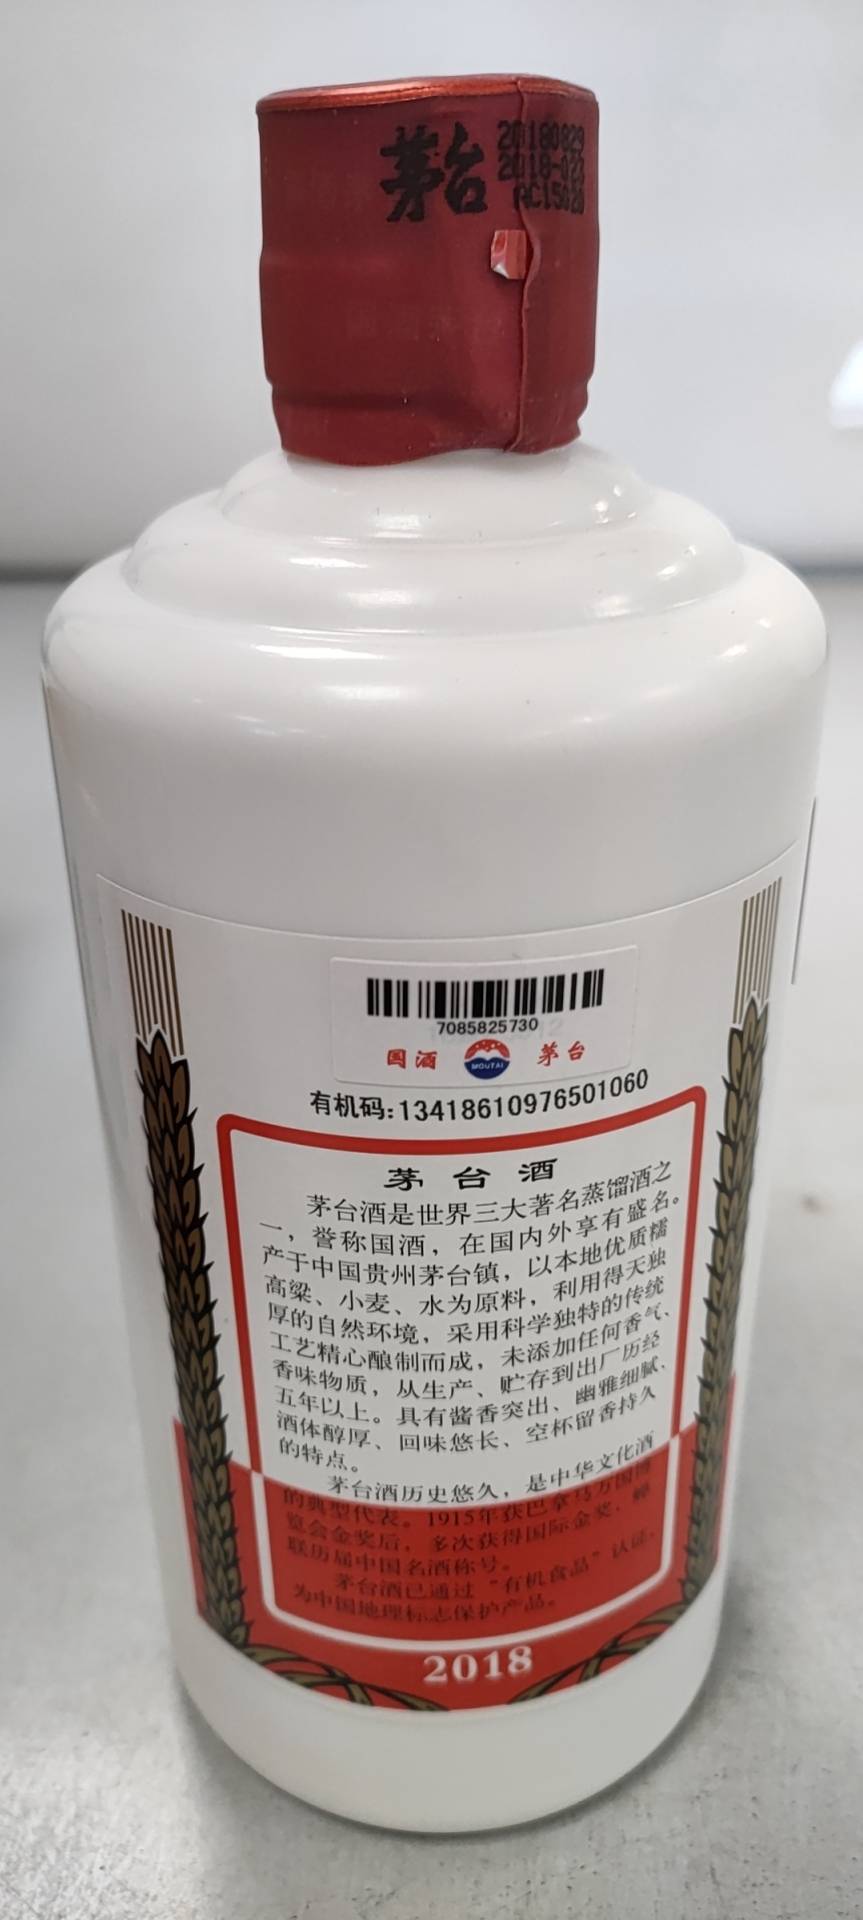 茅台
20180829
2018-023
AC15020
7085825730
国酒 MOUTAI 茅台
有机码:13418610976501060
茅台酒
茅台酒是世界三大著名蒸馏酒之
一，誉称国酒，在国内外享有盛名。
产于中国贵州茅台镇，以本地优质糯
高粱、小麦、水为原料，利用得天独
厚的自然环境，采用科学独特的传统
工艺精心酿制而成，未添加任何香气、
香味物质，从生产、贮存到出厂历经
五年以上。具有酱香突出、幽雅细腻、
酒体醇厚、回味悠长、空杯留香持久
的特点。
茅台酒历史悠久，是中华文化酒
的典型代表。1915年获巴拿马万国博
览会金奖后，多次获得国际金奖，蝉
联历届中国名酒称号。
茅台酒已通过“有机食品”认证，
为中国地理标志保护产品。
2018